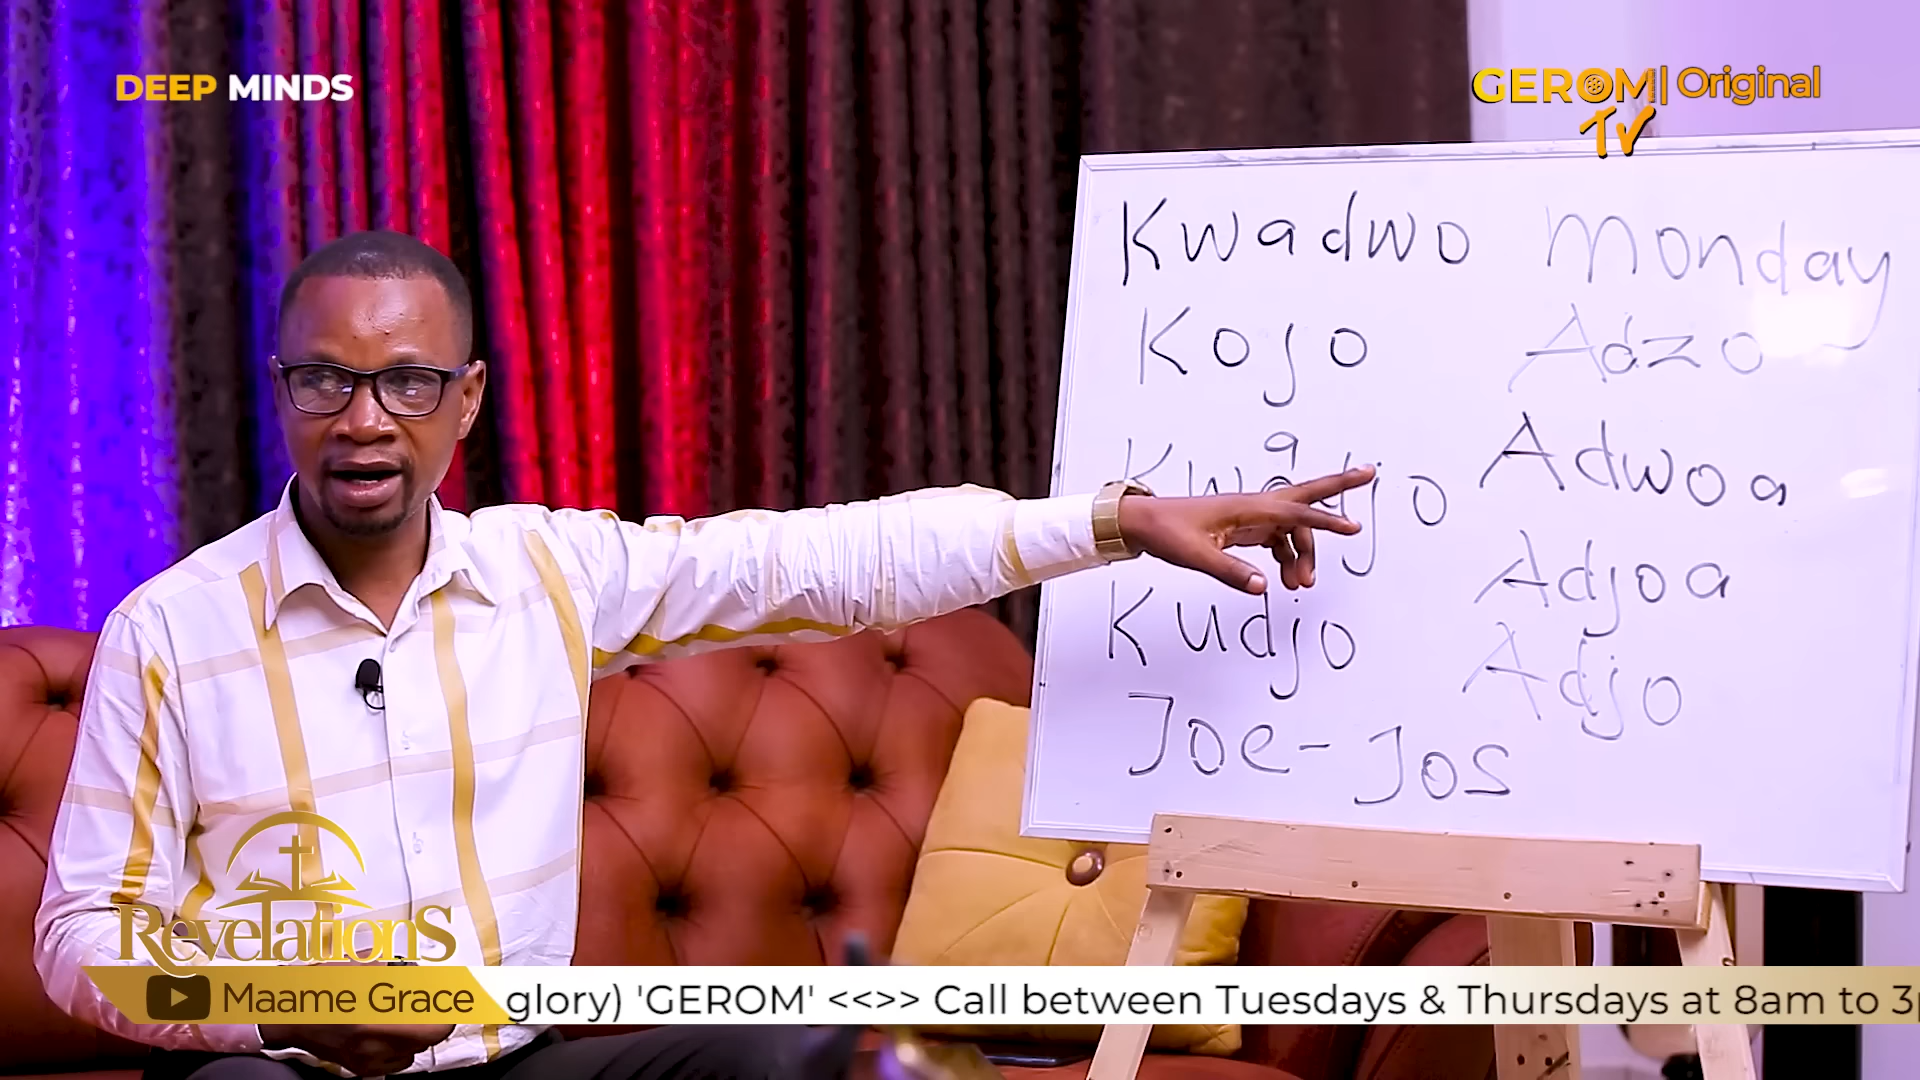 DEEP MINDS
GEROM | Original
TV
Kwadwo Monday
Kojo Adzo
a
Kwadjo Adwoa
Kudjo Adjoa
Adjo
Joe - Jos
RevelationS
Maame Grace
glory) 'GEROM' <<>> Call between Tuesdays & Thursdays at 8am to 3p